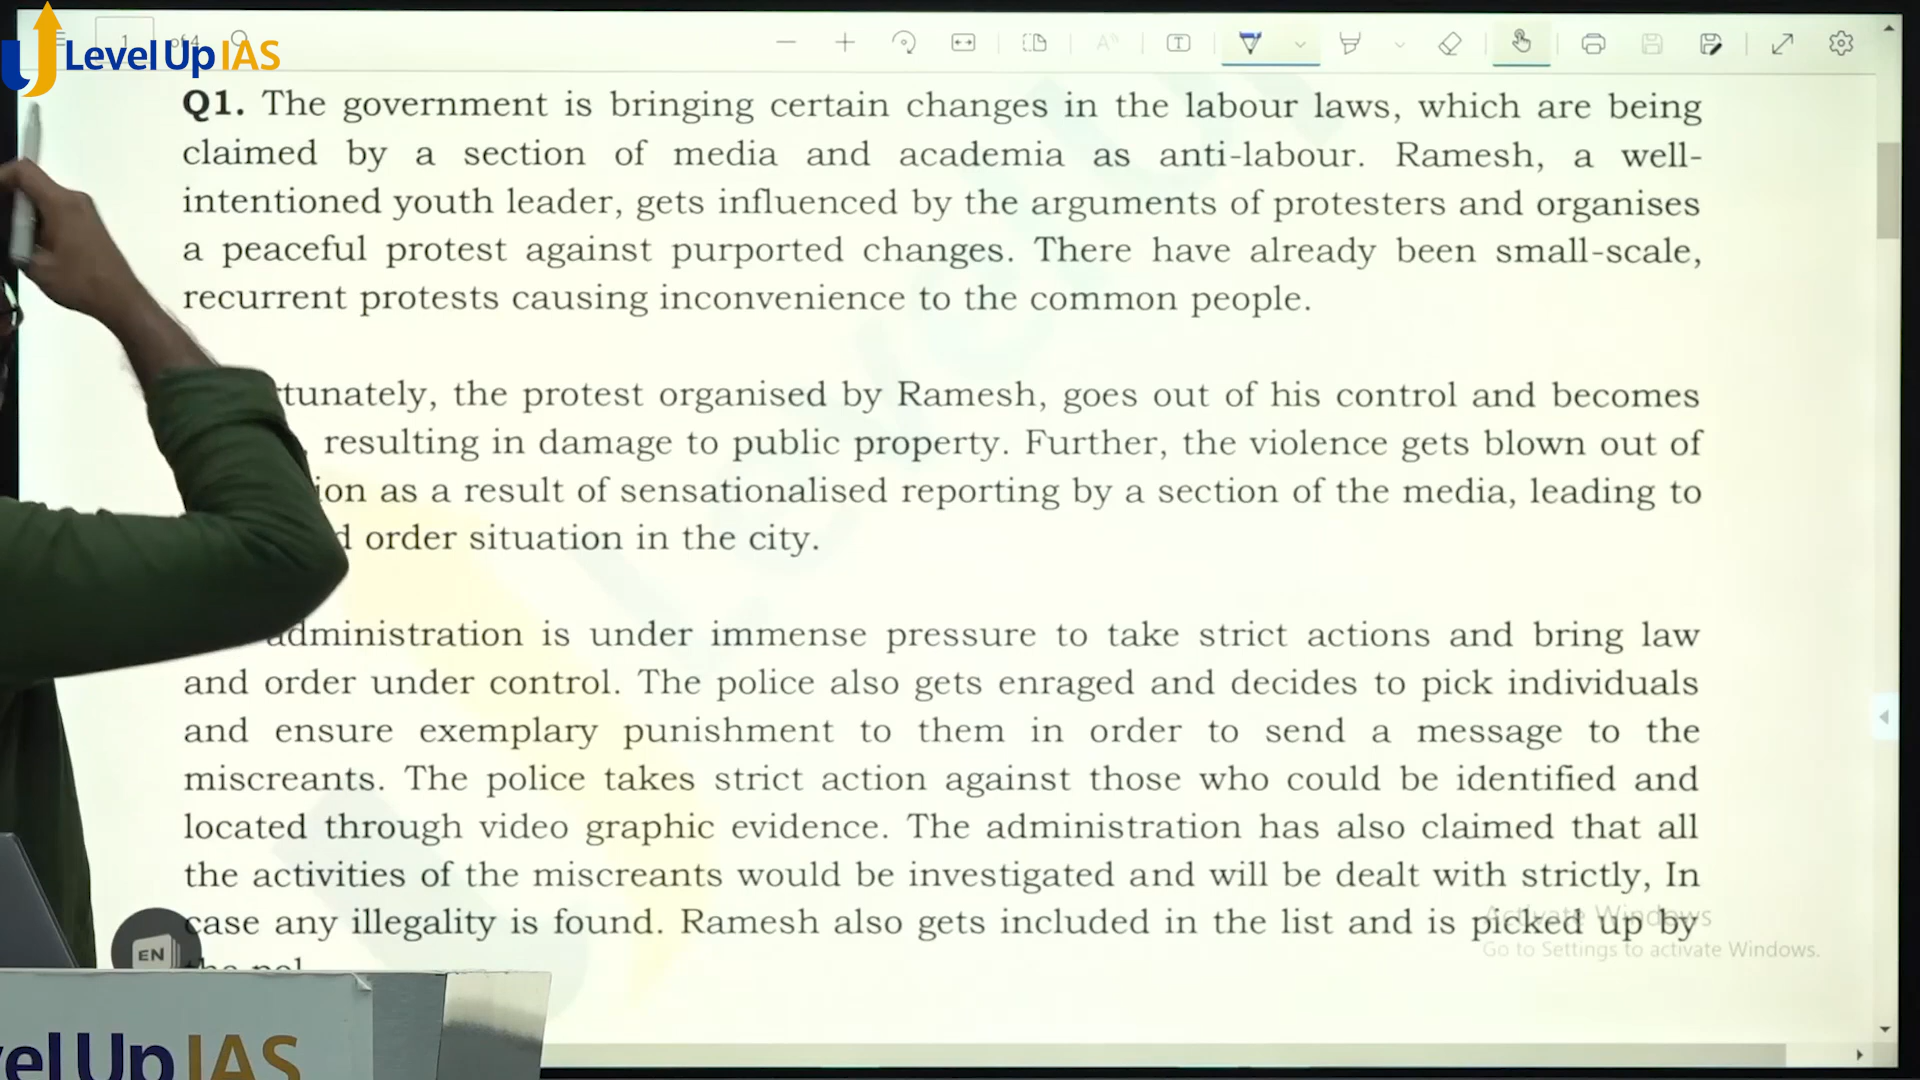 Level Up IAS
1 of 4
Q1. The government is bringing certain changes in the labour laws, which are being
claimed by a section of media and academia as anti-labour. Ramesh, a well-
intentioned youth leader, gets influenced by the arguments of protesters and organises
a peaceful protest against purported changes. There have already been small-scale,
recurrent protests causing inconvenience to the common people.
tunately, the protest organised by Ramesh, goes out of his control and becomes
resulting in damage to public property. Further, the violence gets blown out of
ion as a result of sensationalised reporting by a section of the media, leading to
d order situation in the city.
administration is under immense pressure to take strict actions and bring law
and order under control. The police also gets enraged and decides to pick individuals
and ensure exemplary punishment to them in order to send a message to the
miscreants. The police takes strict action against those who could be identified and
located through video graphic evidence. The administration has also claimed that all
the activities of the miscreants would be investigated and will be dealt with strictly, In
case any illegality is found. Ramesh also gets included in the list and is picked up by
Activate Windows
Go to Settings to activate Windows.
EN
vel Up IAS